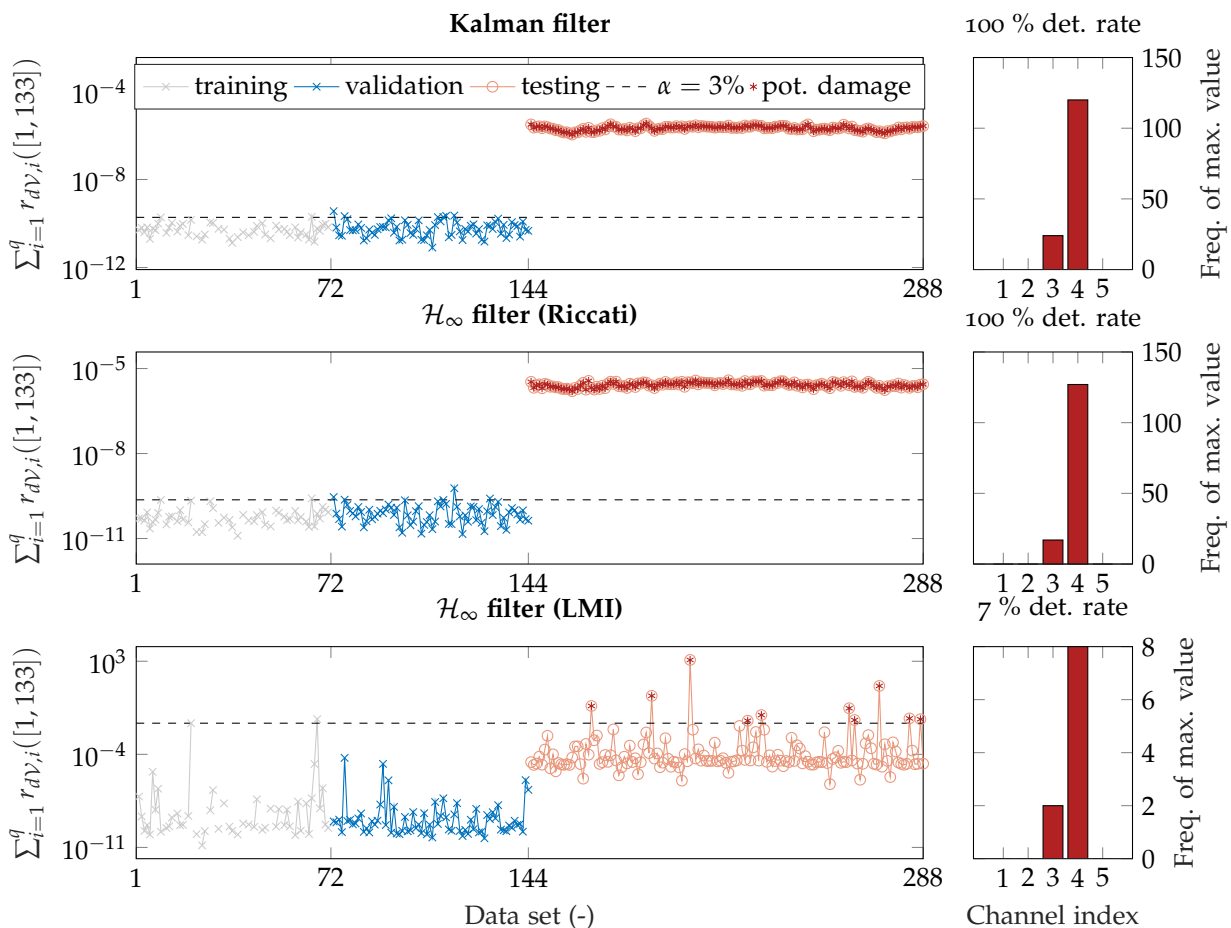 Kalman filter
100 % det. rate
training validation testing α = 3% pot. damage
10⁻⁴
10⁻⁸
10⁻¹²
∑_{i=1}^{q} r_{dν,i}([1, 133])
1 72 144 288
150
100
50
0
Freq. of max. value
1 2 3 4 5
H∞ filter (Riccati)
100 % det. rate
10⁻⁵
10⁻⁸
10⁻¹¹
∑_{i=1}^{q} r_{dν,i}([1, 133])
1 72 144 288
150
100
50
0
Freq. of max. value
1 2 3 4 5
H∞ filter (LMI)
7 % det. rate
10³
10⁻⁴
10⁻¹¹
∑_{i=1}^{q} r_{dν,i}([1, 133])
1 72 144 288
8
6
4
2
0
Freq. of max. value
1 2 3 4 5
Data set (-)
Channel index